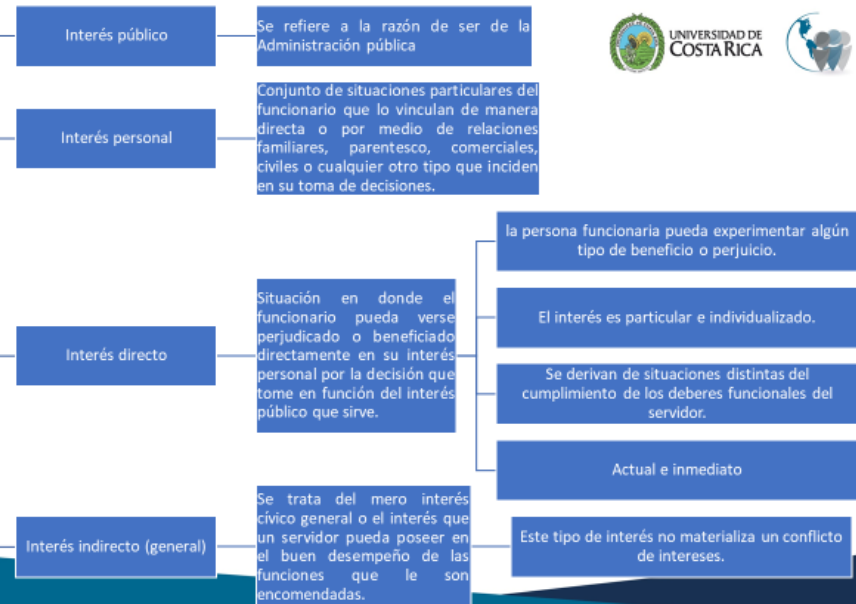 Interés público
Se refiere a la razón de ser de la
Administración pública
UNIVERSIDAD DE
COSTA RICA
Interés personal
Conjunto de situaciones particulares del
funcionario que lo vinculan de manera
directa o por medio de relaciones
familiares, parentesco, comerciales,
civiles o cualquier otro tipo que inciden
en su toma de decisiones.
Interés directo
Situación en donde el
funcionario pueda verse
perjudicado o beneficiado
directamente en su interés
personal por la decisión que
tome en función del interés
público que sirve.
la persona funcionaria pueda experimentar algún
tipo de beneficio o perjuicio.
El interés es particular e individualizado.
Se derivan de situaciones distintas del
cumplimiento de los deberes funcionales del
servidor.
Actual e inmediato
Interés indirecto (general)
Se trata del mero interés
cívico general o el interés que
un servidor pueda poseer en
el buen desempeño de las
funciones que le son
encomendadas.
Este tipo de interés no materializa un conflicto
de intereses.